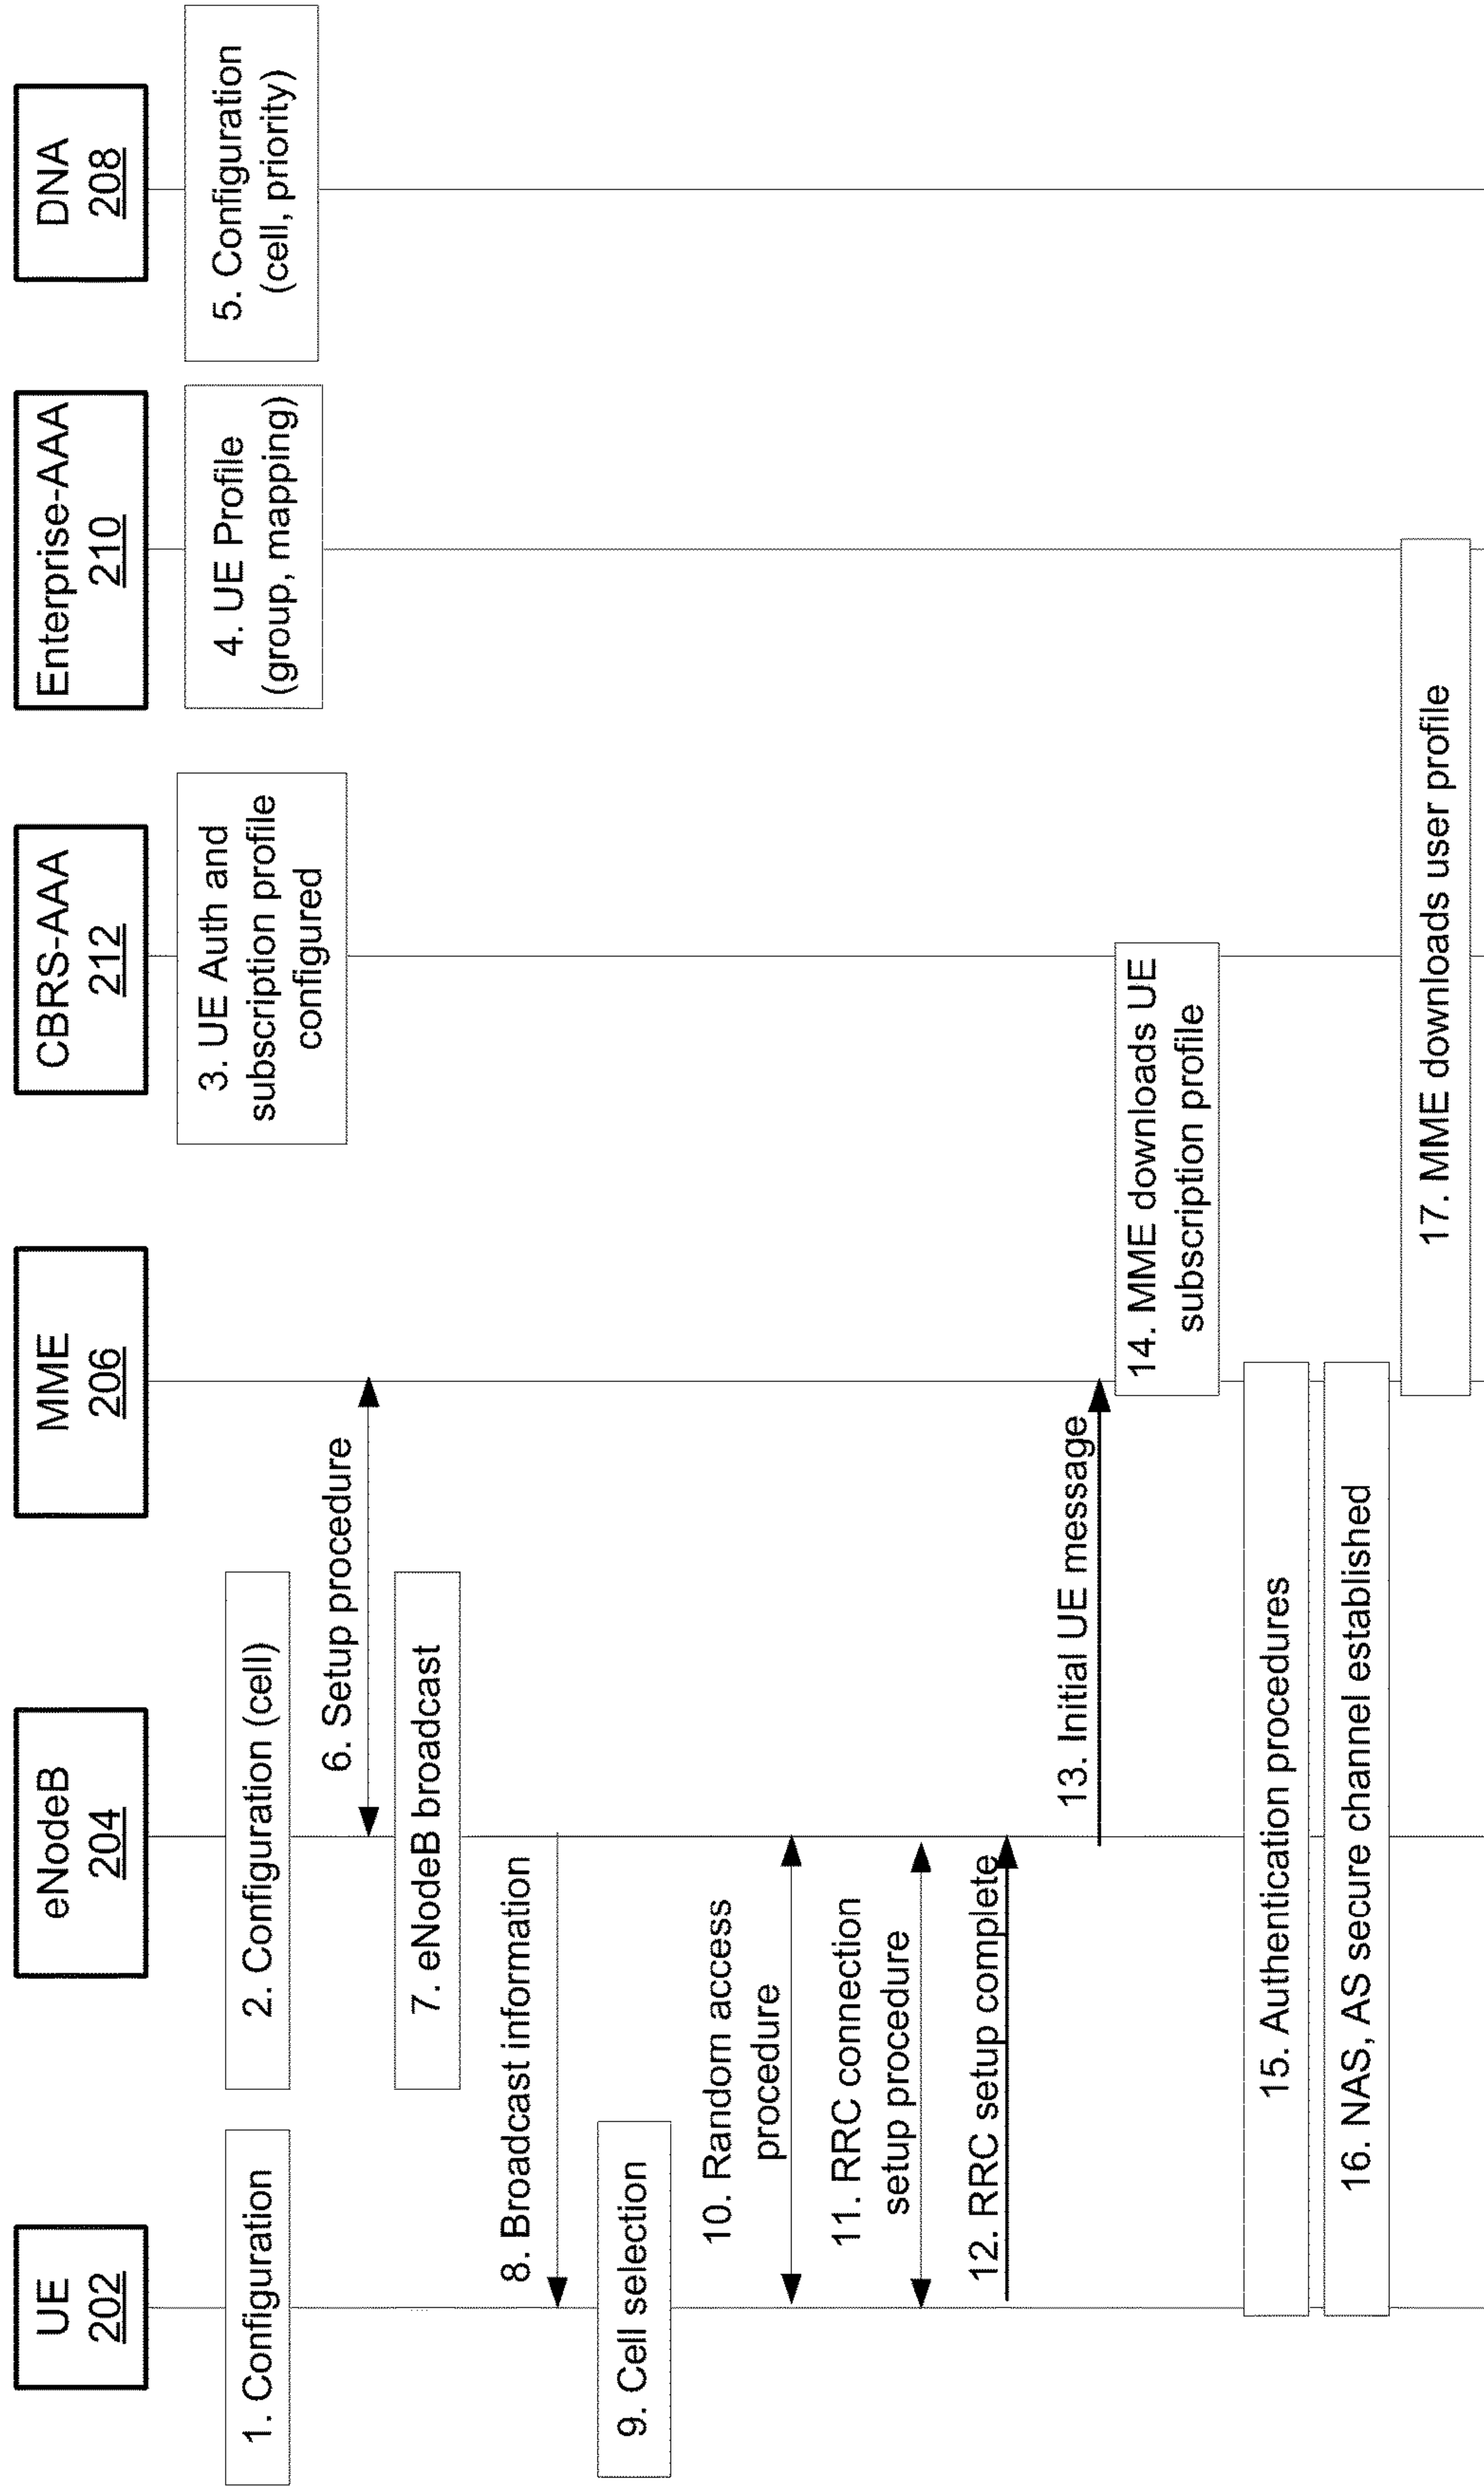 UE
202
eNodeB
204
MME
206
CBRS-AAA
212
Enterprise-AAA
210
DNA
208
1. Configuration
2. Configuration (cell)
3. UE Auth and
subscription profile
configured
4. UE Profile
(group, mapping)
5. Configuration
(cell, priority)
6. Setup procedure
7. eNodeB broadcast
8. Broadcast information
9. Cell selection
10. Random access
procedure
11. RRC connection
setup procedure
12. RRC setup complete
13. Initial UE message
14. MME downloads UE
subscription profile
15. Authentication procedures
16. NAS, AS secure channel established
17. MME downloads user profile